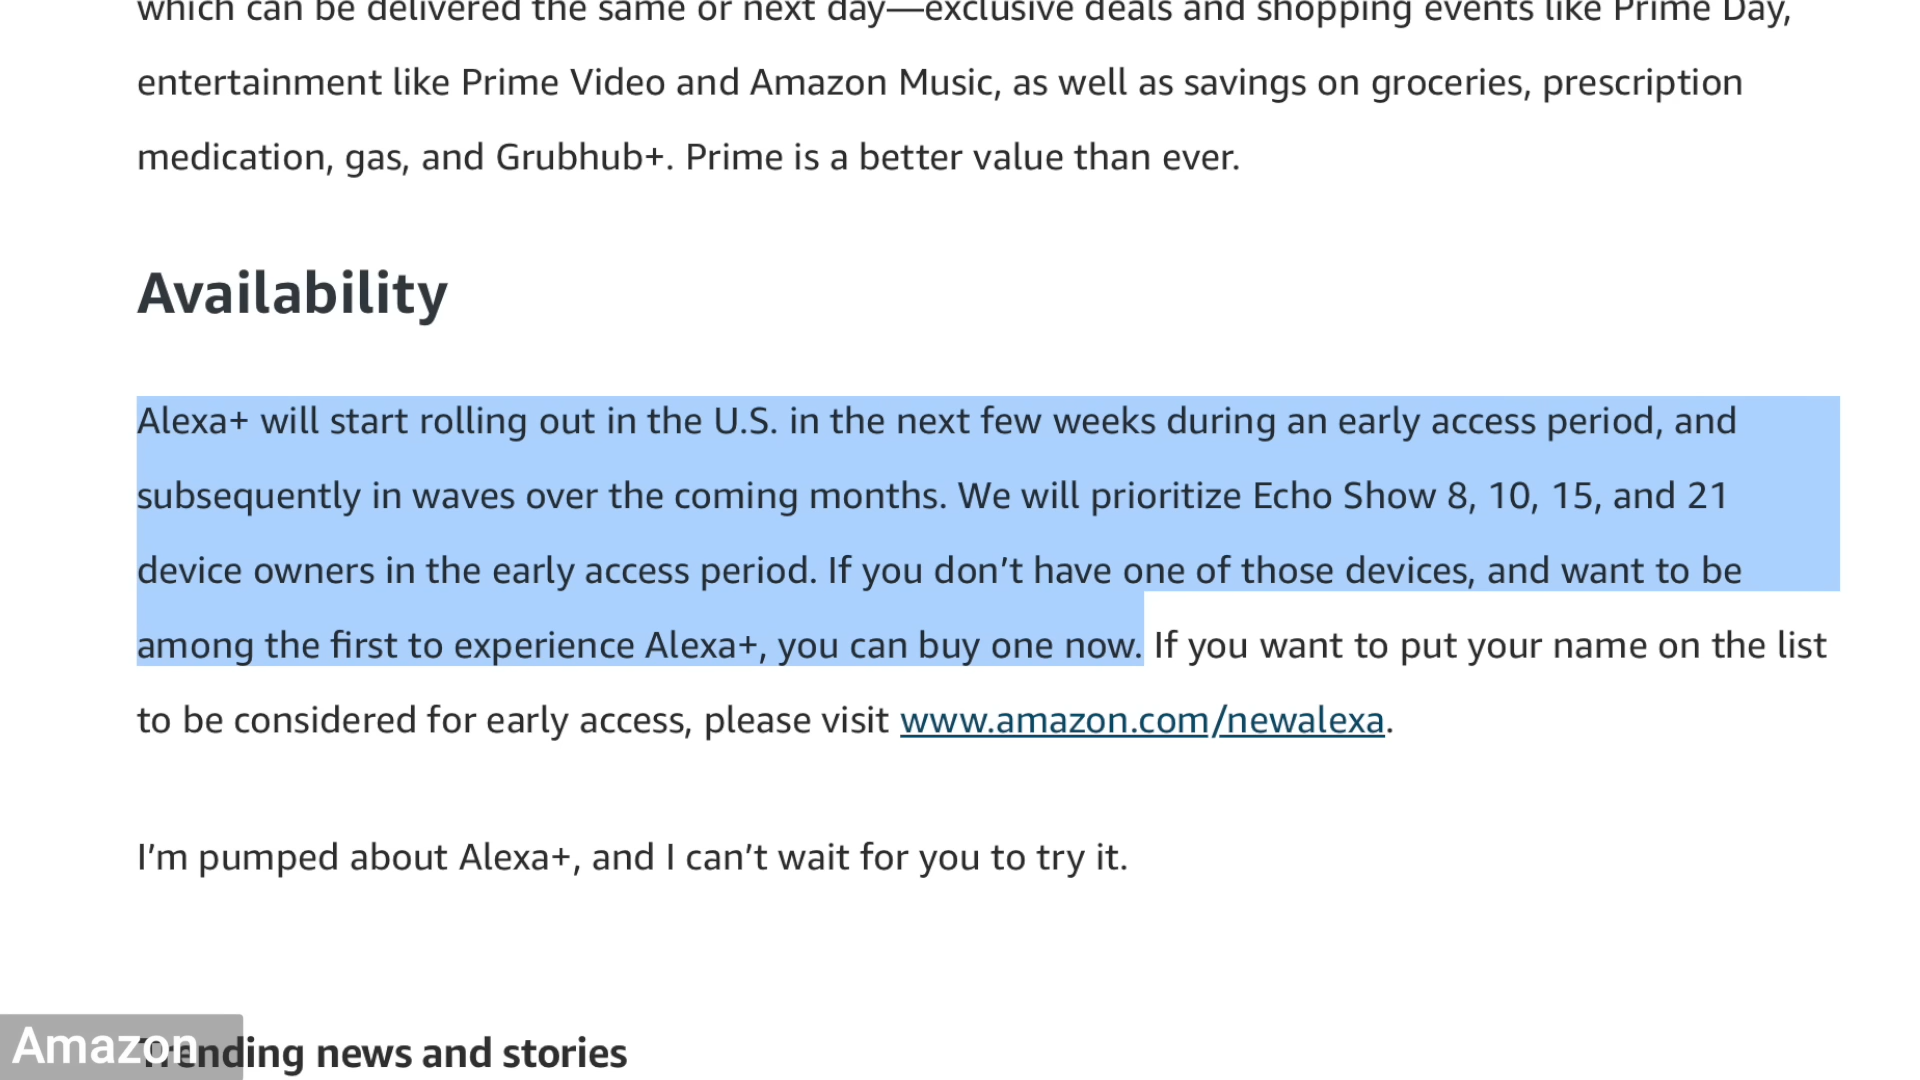 which can be delivered the same or next day—exclusive deals and shopping events like Prime Day,
entertainment like Prime Video and Amazon Music, as well as savings on groceries, prescription
medication, gas, and Grubhub+. Prime is a better value than ever.
Availability
Alexa+ will start rolling out in the U.S. in the next few weeks during an early access period, and
subsequently in waves over the coming months. We will prioritize Echo Show 8, 10, 15, and 21
device owners in the early access period. If you don’t have one of those devices, and want to be
among the first to experience Alexa+, you can buy one now. If you want to put your name on the list
to be considered for early access, please visit www.amazon.com/newalexa.
I’m pumped about Alexa+, and I can’t wait for you to try it.
Trending news and stories
Amazon